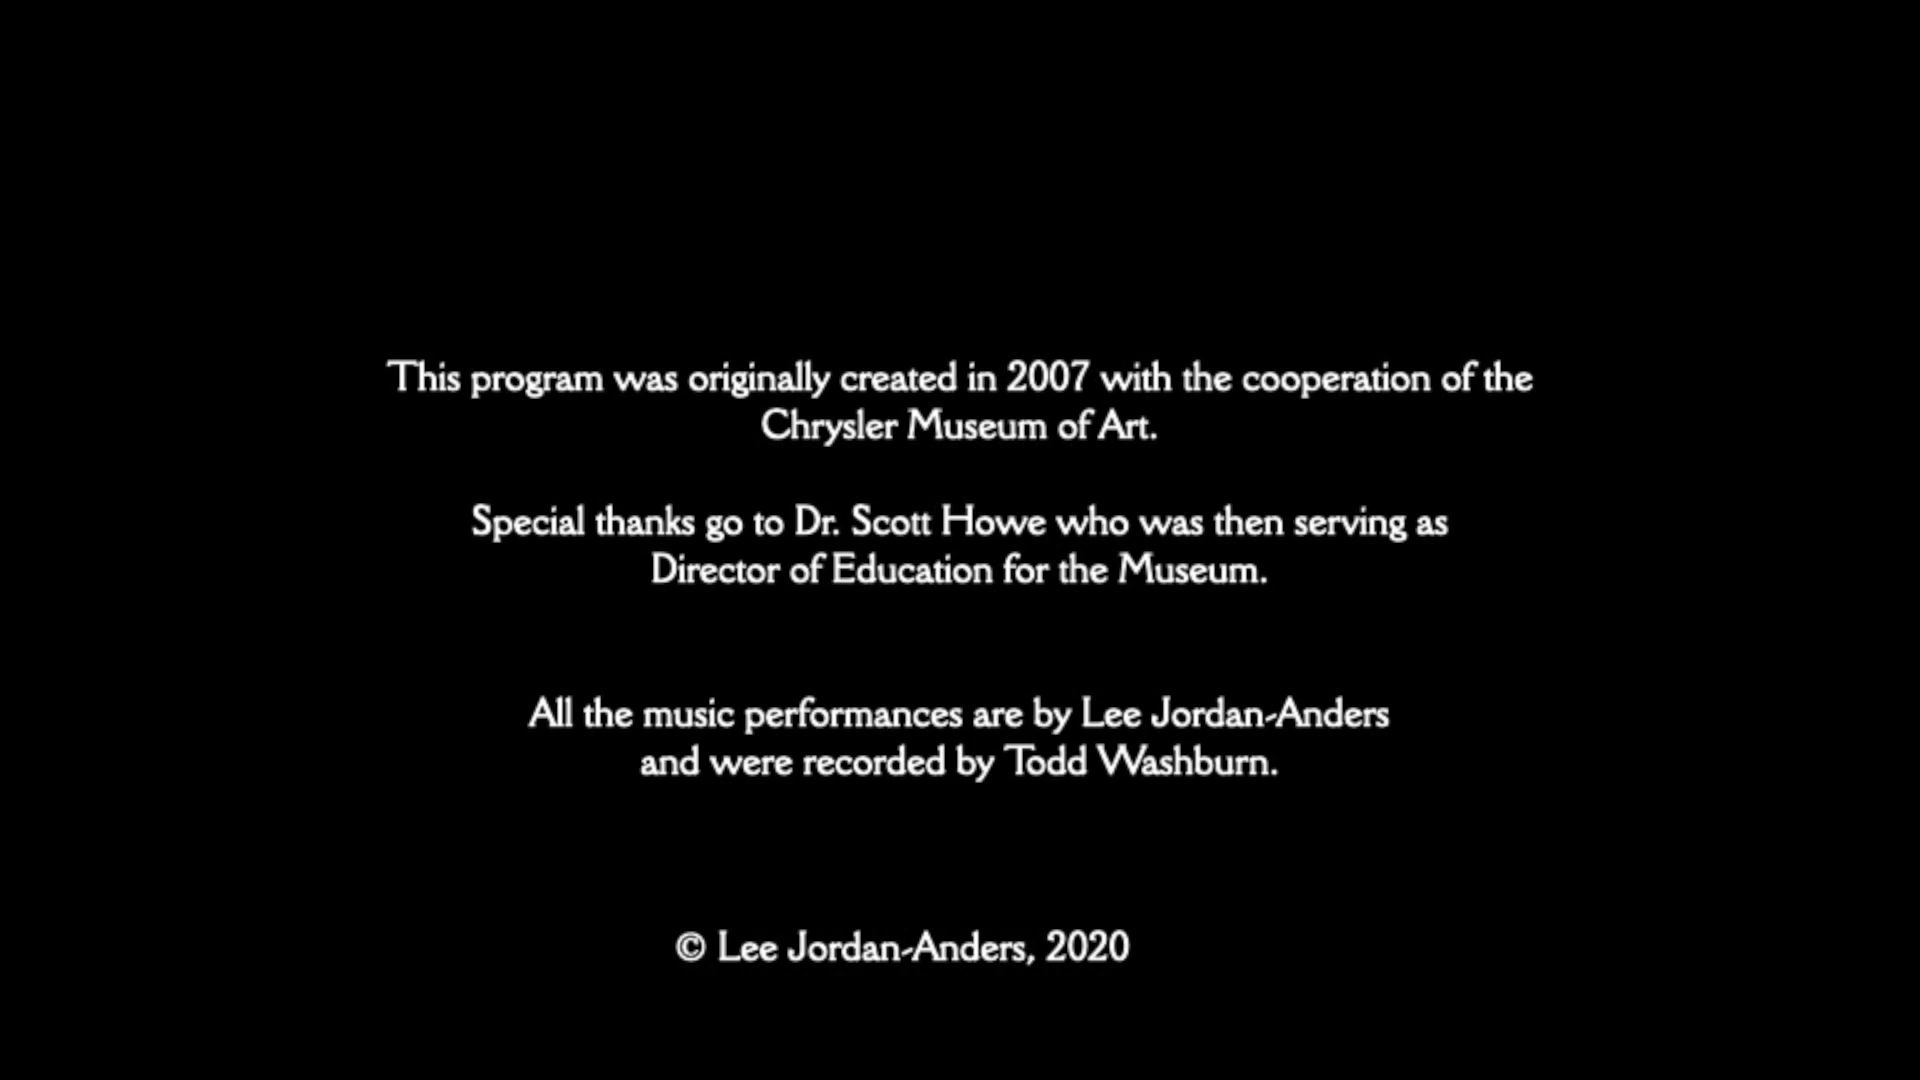 This program was originally created in 2007 with the cooperation of the
Chrysler Museum of Art.
Special thanks go to Dr. Scott Howe who was then serving as
Director of Education for the Museum.
All the music performances are by Lee Jordan-Anders
and were recorded by Todd Washburn.
© Lee Jordan-Anders, 2020